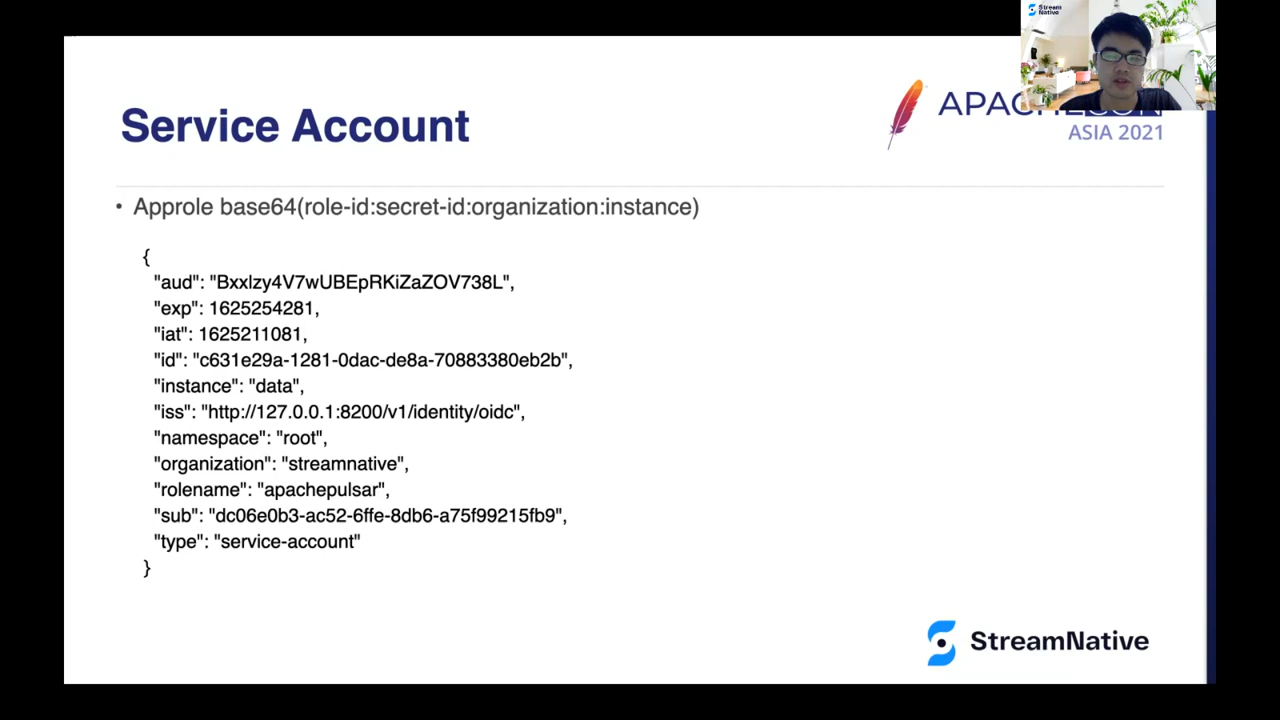 Stream
Native
Service Account
APACHECON
ASIA 2021
• Approle base64(role-id:secret-id:organization:instance)
{
"aud": "Bxxlzy4V7wUBEpRKiZaZOV738L",
"exp": 1625254281,
"iat": 1625211081,
"id": "c631e29a-1281-0dac-de8a-70883380eb2b",
"instance": "data",
"iss": "http://127.0.0.1:8200/v1/identity/oidc",
"namespace": "root",
"organization": "streamnative",
"rolename": "apachepulsar",
"sub": "dc06e0b3-ac52-6ffe-8db6-a75f99215fb9",
"type": "service-account"
}
StreamNative